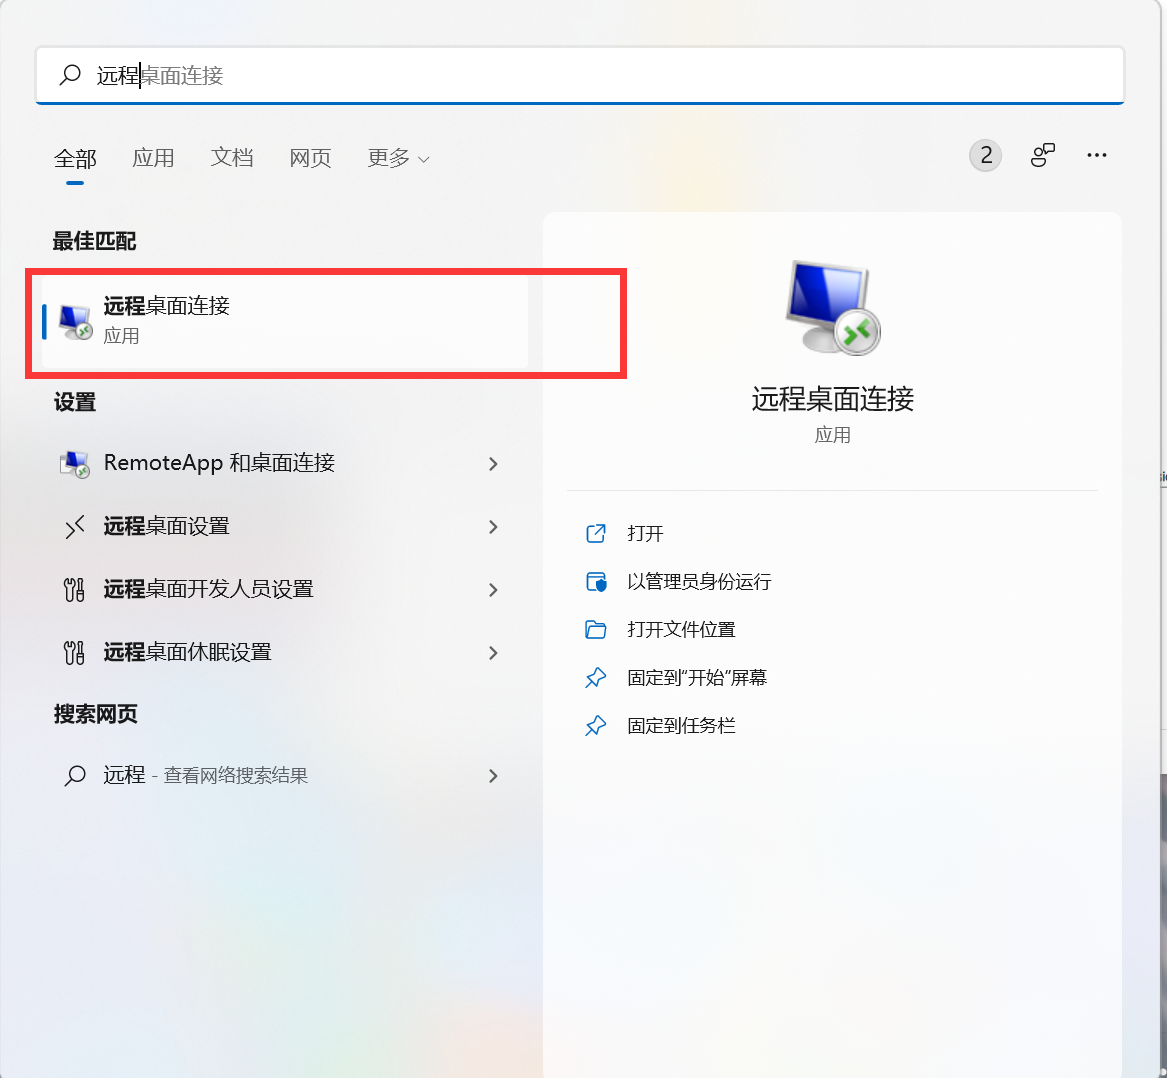 远程桌面连接
全部 应用 文档 网页 更多 2
最佳匹配
远程桌面连接
应用
设置
RemoteApp 和桌面连接
远程桌面设置
远程桌面开发人员设置
远程桌面休眠设置
搜索网页
远程 - 查看网络搜索结果
远程桌面连接
应用
打开
以管理员身份运行
打开文件位置
固定到"开始"屏幕
固定到任务栏